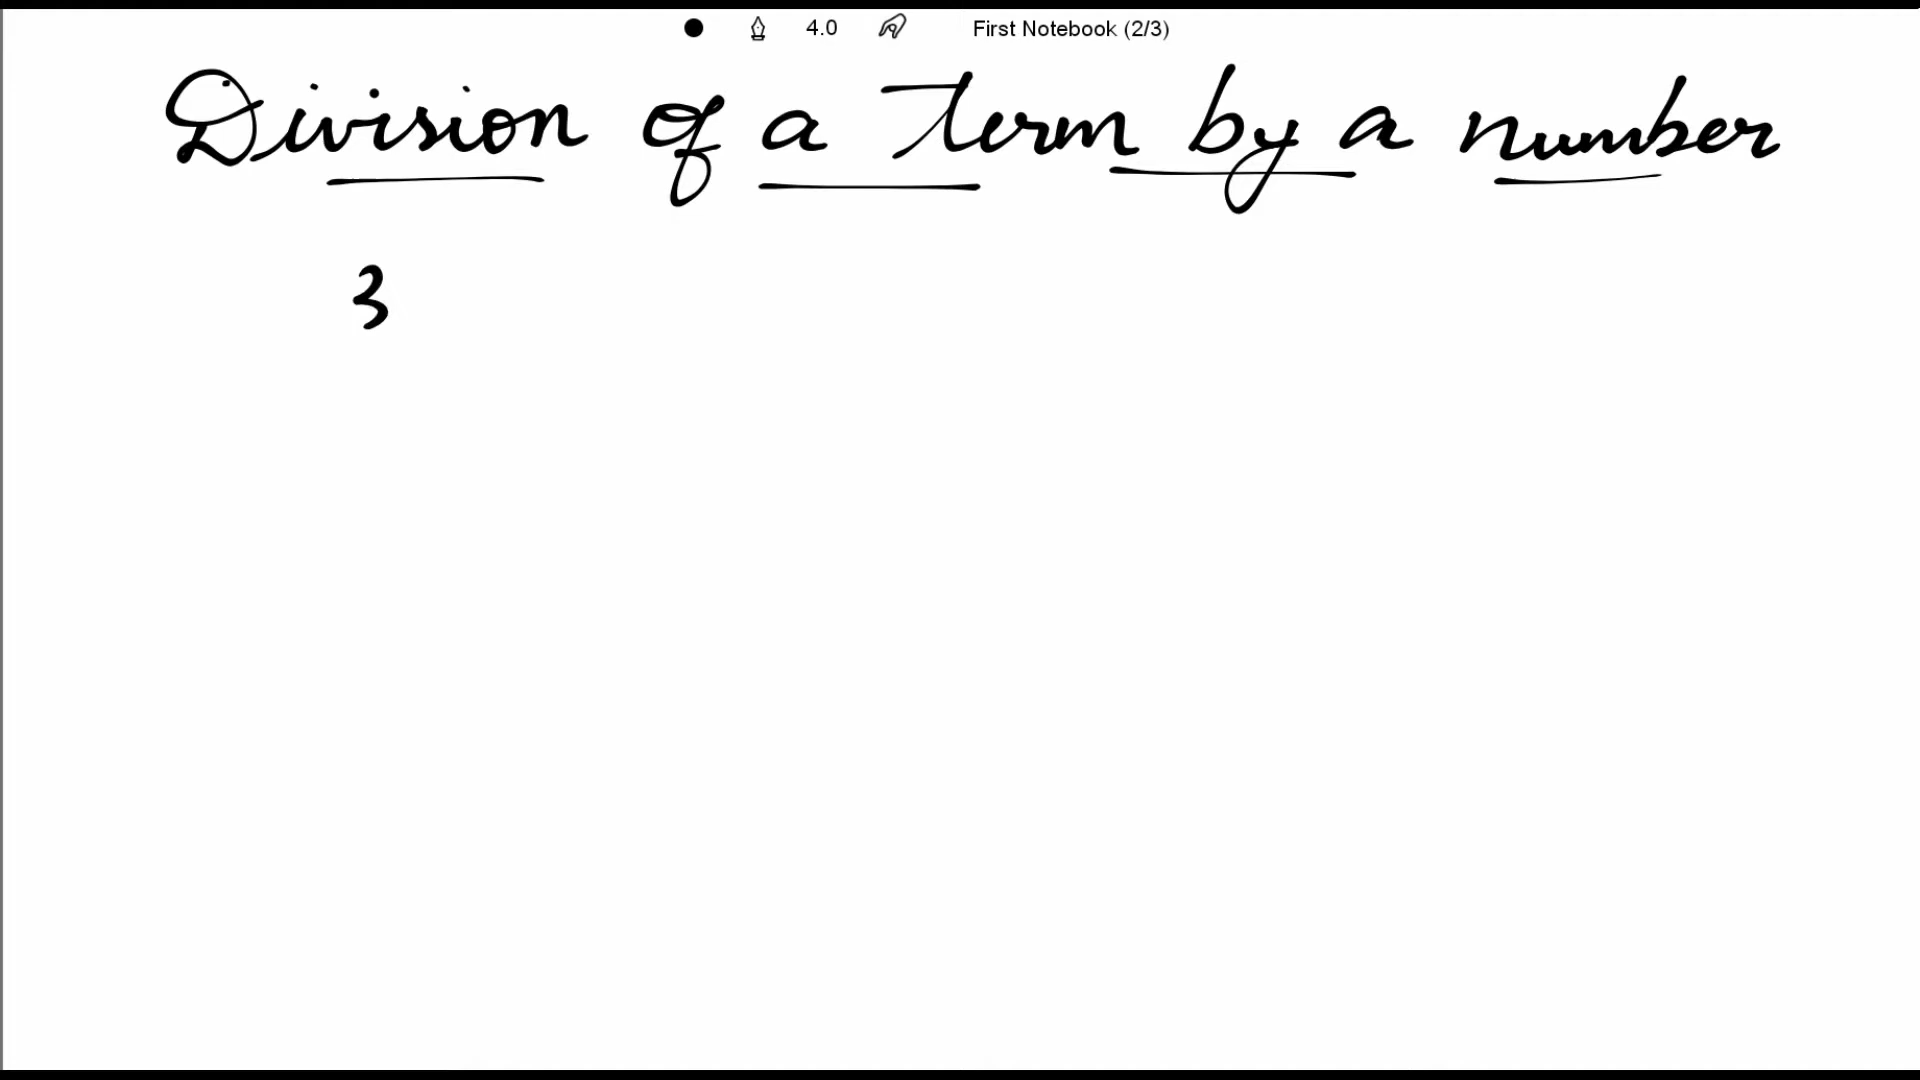 4.0 First Notebook (2/3)
Division of a Term by a number
3